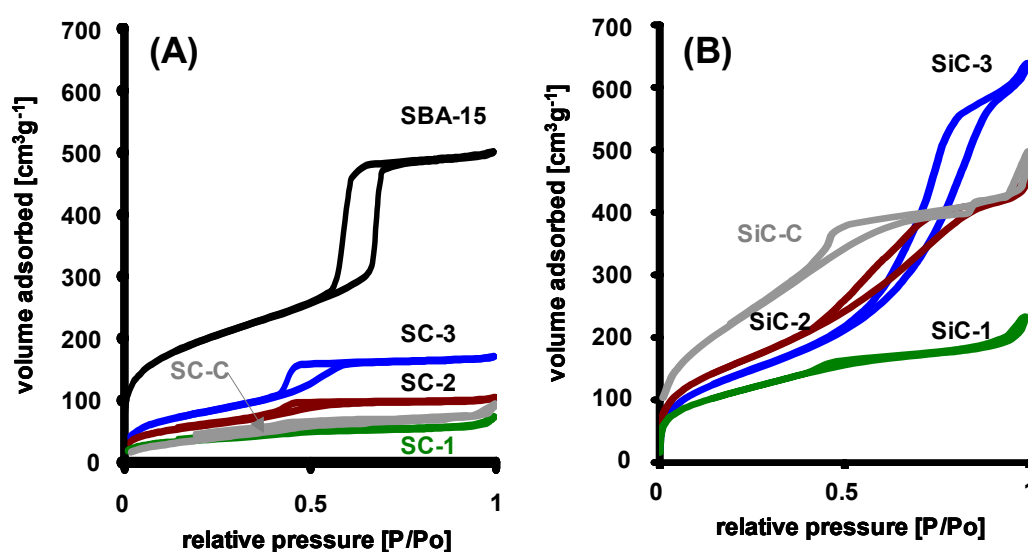 (A)
700
600
500
400
300
200
100
0
0
0.5
1
volume adsorbed [cm³g⁻¹]
relative pressure [P/Po]
SBA-15
SC-3
SC-C
SC-2
SC-1
(B)
700
600
500
400
300
200
100
0
0
0.5
1
volume adsorbed [cm³g⁻¹]
relative pressure [P/Po]
SiC-3
SiC-C
SiC-2
SiC-1